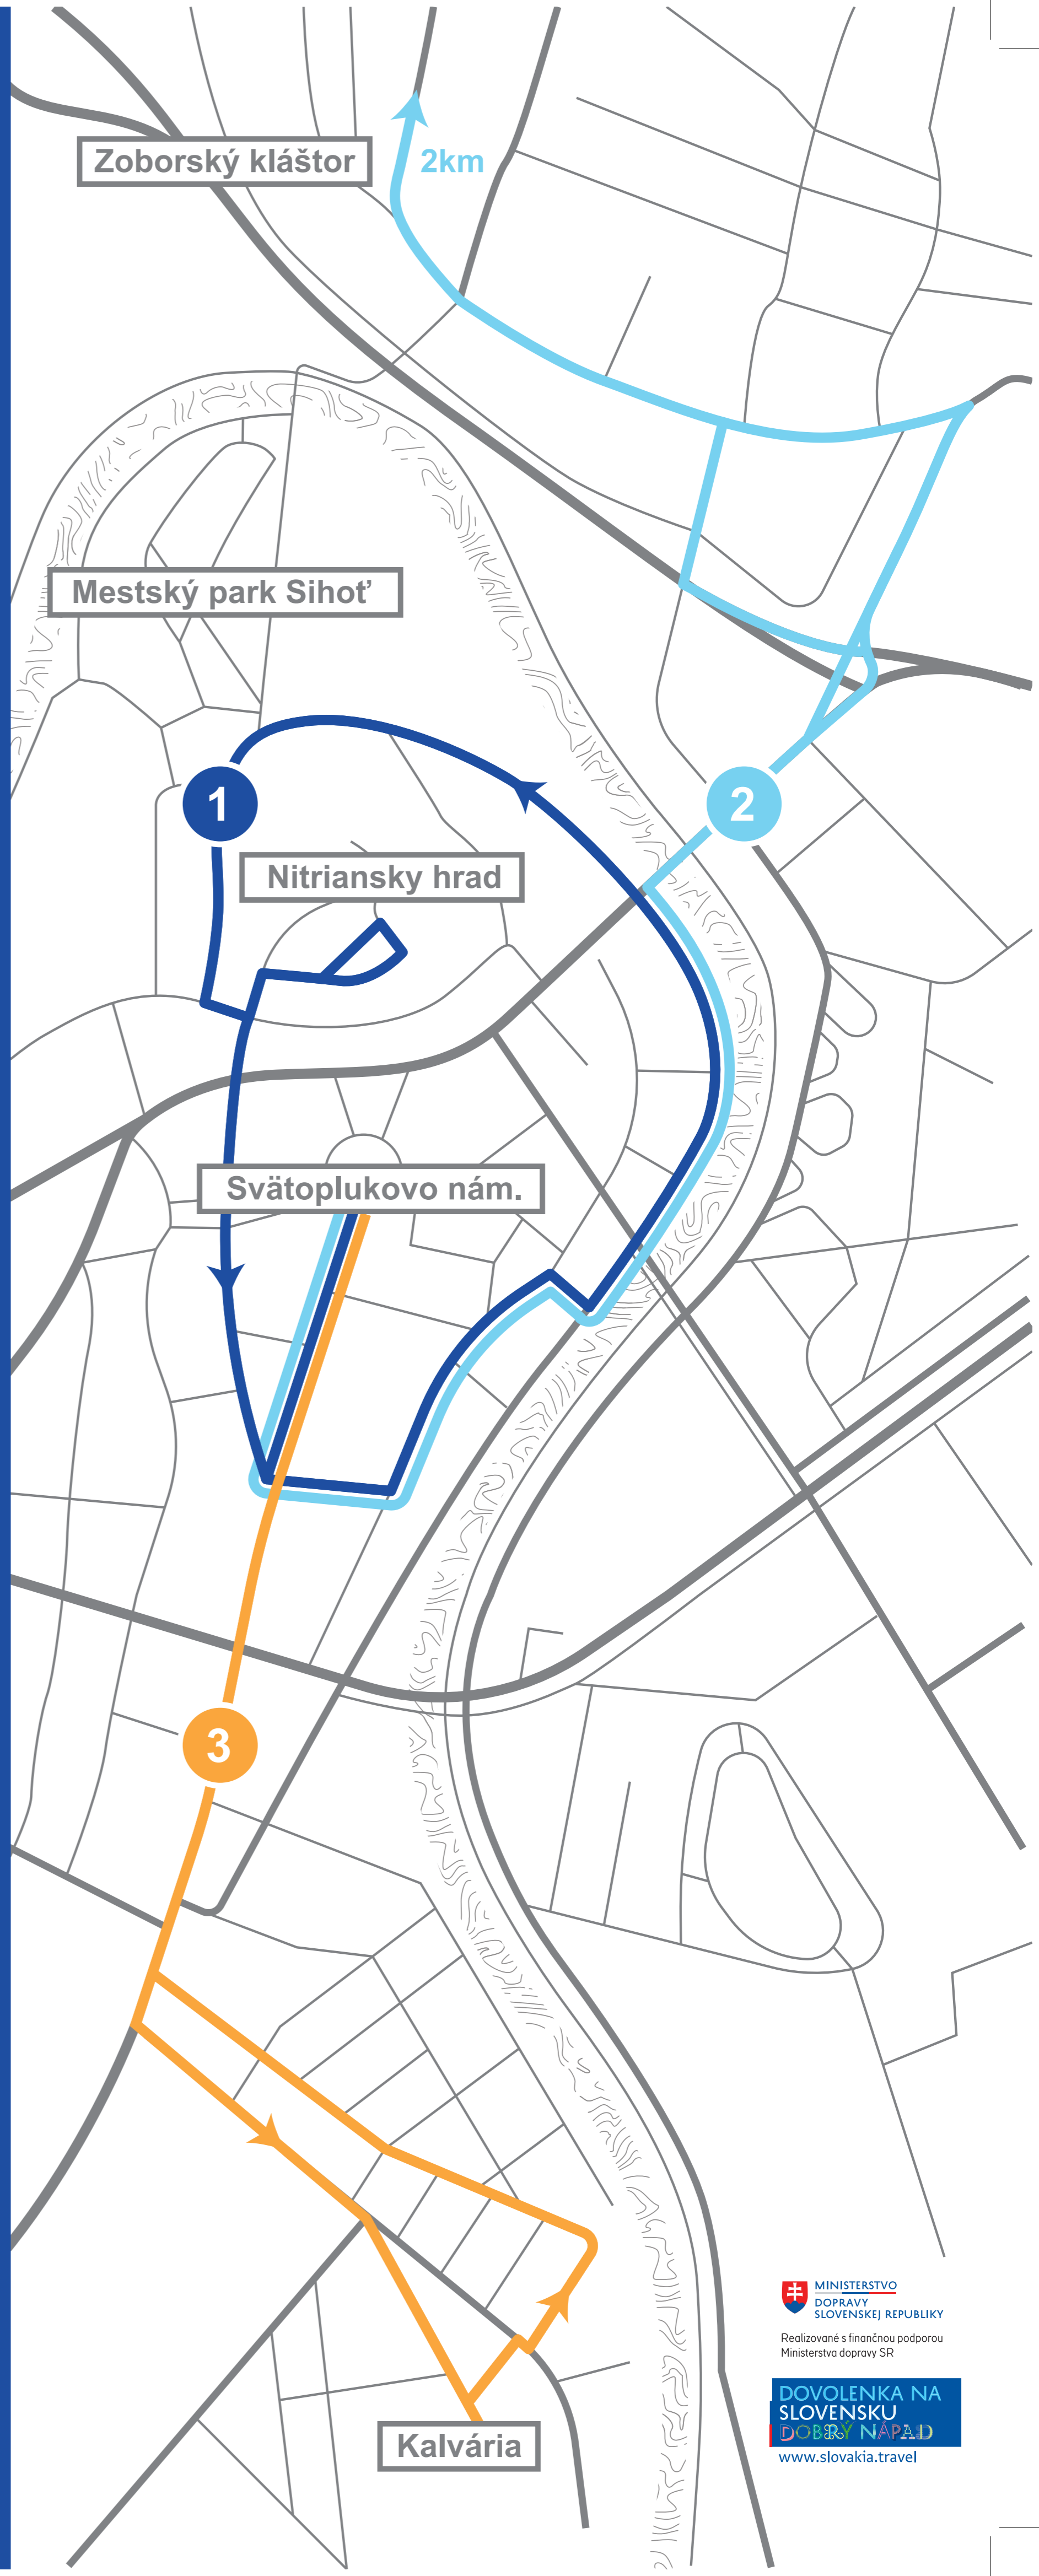 Zoborský kláštor
2km
Mestský park Sihoť
1
2
Nitriansky hrad
Svätoplukovo nám.
3
MINISTERSTVO
DOPRAVY
SLOVENSKEJ REPUBLIKY
Realizované s finančnou podporou
Ministerstva dopravy SR
DOVOLENKA NA
SLOVENSKU
DOBRÝ NÁPAD
www.slovakia.travel
Kalvária